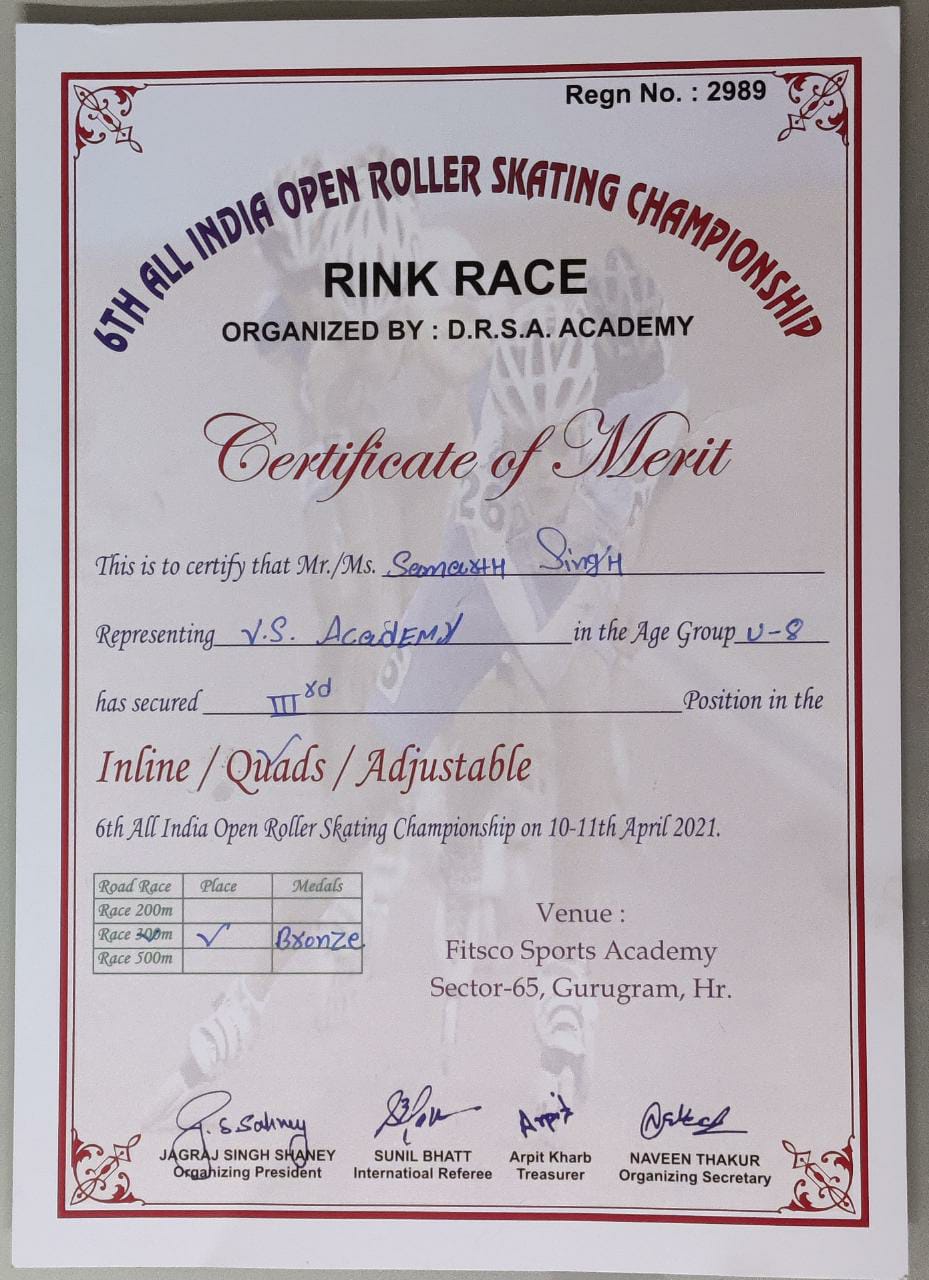 Regn No. : 2989
6TH ALL INDIA OPEN ROLLER SKATING CHAMPIONSHIP
RINK RACE
ORGANIZED BY : D.R.S.A. ACADEMY
Certificate of Merit
This is to certify that Mr./Ms. Samarth Singh
Representing V.S. Academy in the Age Group U-8
has secured III rd Position in the
Inline / Quads / Adjustable
6th All India Open Roller Skating Championship on 10-11th April 2021.
Road Race Place Medals
Race 200m
Race 300m ✓ Bronze
Race 500m
Venue :
Fitsco Sports Academy
Sector-65, Gurugram, Hr.
J.S Sahney Arpit
JAGRAJ SINGH SHANEY SUNIL BHATT Arpit Kharb NAVEEN THAKUR
Organizing President Internatioal Referee Treasurer Organizing Secretary